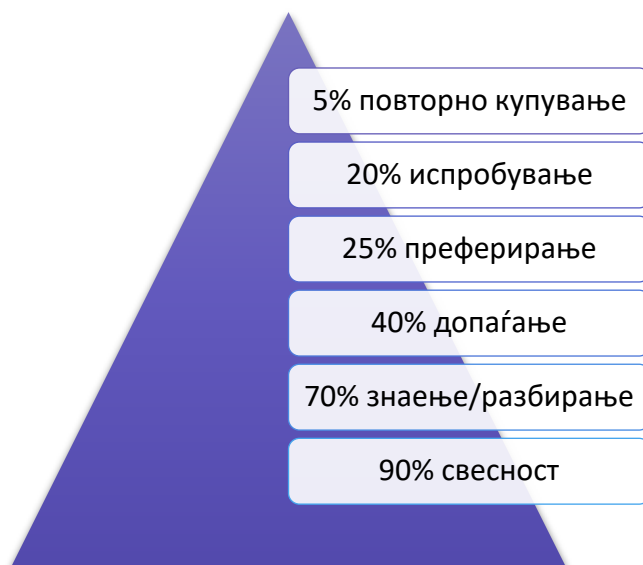 5% повторно купување
20% испробување
25% преферирање
40% допаѓање
70% знаење/разбирање
90% свесност